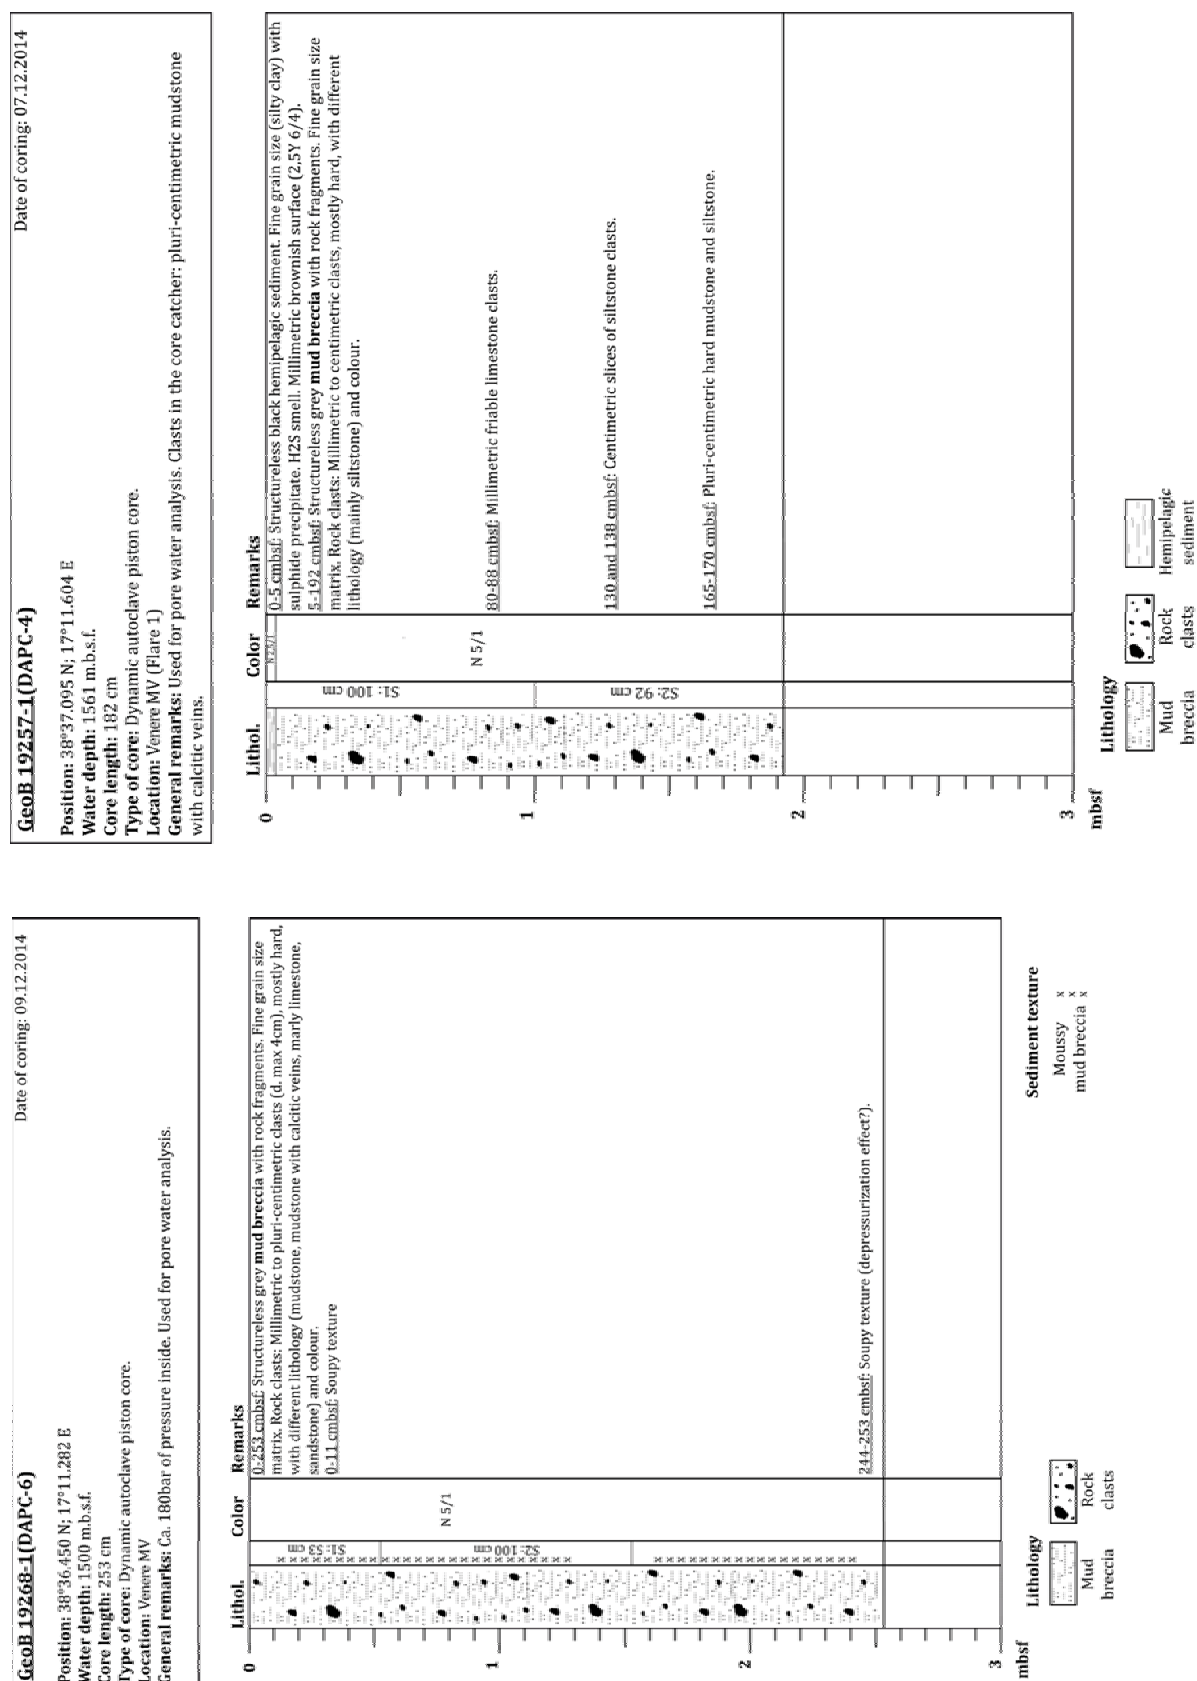 GeoB 19257-1(DAPC-4)
Date of coring: 07.12.2014
Position: 38°37.095 N; 17°11.604 E
Water depth: 1561 m.b.s.f.
Core length: 182 cm
Type of core: Dynamic autoclave piston core.
Location: Venere MV (Flare 1)
General remarks: Used for pore water analysis. Clasts in the core catcher: pluri-centimetric mudstone
with calcitic veins.
Lithol.
Color
Remarks
0
1
2
3
mbsf
S1: 100 cm
S2: 92 cm
N 5/1
0-5 cmbsf: Structureless black hemipelagic sediment. Fine grain size (silty clay) with
sulphide precipitate. H2S smell. Millimetric brownish surface (2.5Y 6/4).
5-192 cmbsf: Structureless grey mud breccia with rock fragments. Fine grain size
matrix. Rock clasts: Millimetric to centimetric clasts, mostly hard, with different
lithology (mainly siltstone) and colour.
80-88 cmbsf: Millimetric friable limestone clasts.
130 and 138 cmbsf: Centimetric slices of siltstone clasts.
165-170 cmbsf: Pluri-centimetric hard mudstone and siltstone.
Lithology
Mud
breccia
Rock
clasts
Hemipelagic
sediment
GeoB 19268-1(DAPC-6)
Date of coring: 09.12.2014
Position: 38°36.450 N; 17°11.282 E
Water depth: 1500 m.b.s.f.
Core length: 253 cm
Type of core: Dynamic autoclave piston core.
Location: Venere MV
General remarks: Ca. 180bar of pressure inside. Used for pore water analysis.
Lithol.
Color
Remarks
0
1
2
3
mbsf
S1: 53 cm
S2: 100 cm
N 5/1
0-253 cmbsf: Structureless grey mud breccia with rock fragments. Fine grain size
matrix. Rock clasts: Millimetric to pluri-centimetric clasts (d. max 4cm), mostly hard,
with different lithology (mudstone, mudstone with calcitic veins, marly limestone,
sandstone) and colour.
0-11 cmbsf: Soupy texture
244-253 cmbsf: Soupy texture (depressurization effect?).
Lithology
Mud
breccia
Rock
clasts
Sediment texture
Moussy x
mud breccia x
x